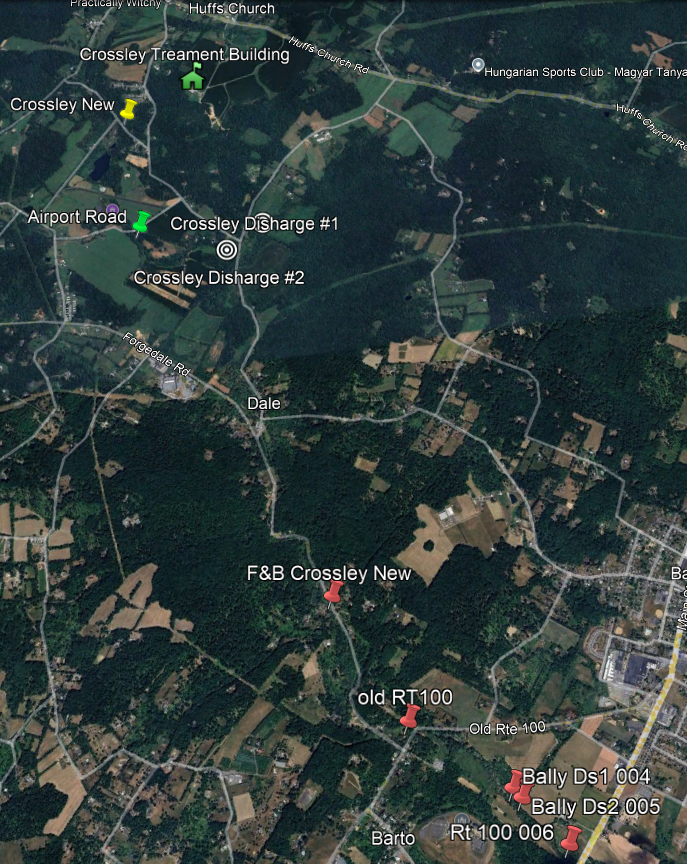 Practically Witchy
Huffs Church
Huffs Church Rd
Crossley Treament Building
Hungarian Sports Club - Magyar Tanya
Crossley New
Huffs Church Rd
Airport Road
Crossley Disharge #1
Crossley Disharge #2
Forgedale Rd
Dale
F&B Crossley New
Ba
Main
old RT100
Old Rte 100
Bally Ds1 004
Bally Ds2 005
Rt 100 006
Barto